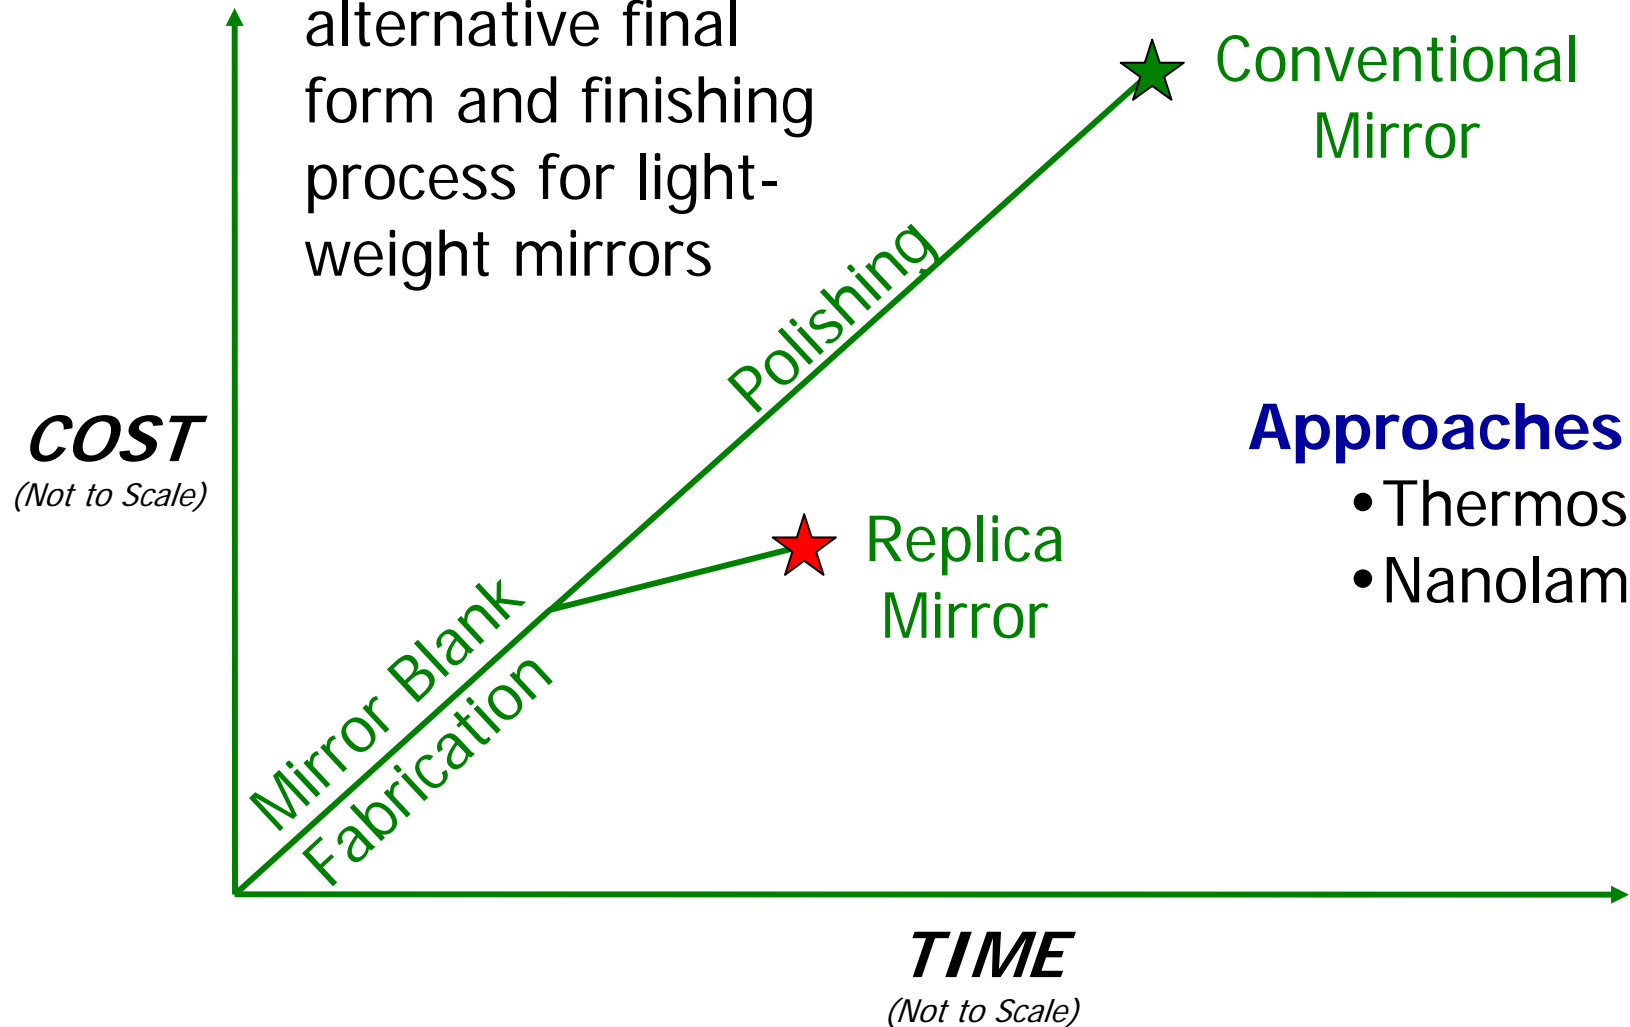 alternative final
form and finishing
process for light-
weight mirrors
Conventional
Mirror
Polishing
COST
(Not to Scale)
Approaches
•Thermos
•Nanolam
Replica
Mirror
Mirror Blank
Fabrication
TIME
(Not to Scale)